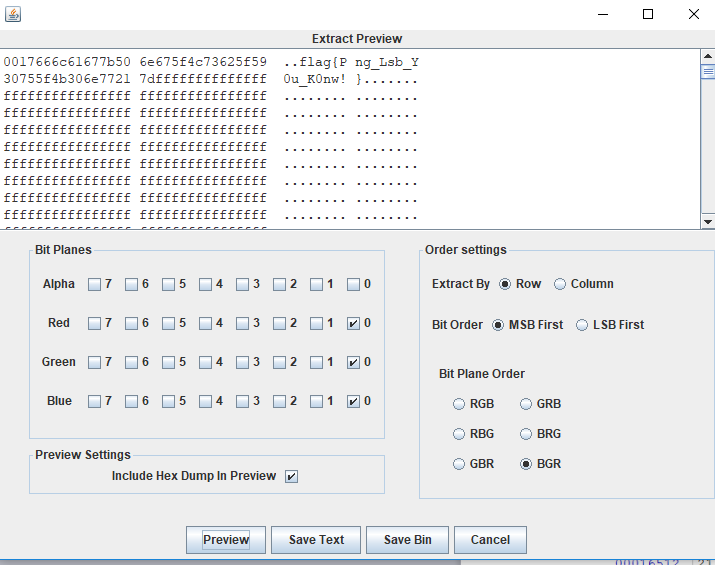 Extract Preview
0017666c61677b50 6e675f4c73625f59 ..flag{P ng_Lsb_Y
30755f4b306e7721 7dffffffffffffff 0u_K0nw! }.......
ffffffffffffffff ffffffffffffffff ........ ........
ffffffffffffffff ffffffffffffffff ........ ........
ffffffffffffffff ffffffffffffffff ........ ........
ffffffffffffffff ffffffffffffffff ........ ........
ffffffffffffffff ffffffffffffffff ........ ........
ffffffffffffffff ffffffffffffffff ........ ........
ffffffffffffffff ffffffffffffffff ........ ........
ffffffffffffffff ffffffffffffffff ........ ........
Bit Planes
Alpha 7 6 5 4 3 2 1 0
Red 7 6 5 4 3 2 1 0
Green 7 6 5 4 3 2 1 0
Blue 7 6 5 4 3 2 1 0
Preview Settings
Include Hex Dump In Preview
Order settings
Extract By Row Column
Bit Order MSB First LSB First
Bit Plane Order
RGB GRB
RBG BRG
GBR BGR
Preview Save Text Save Bin Cancel